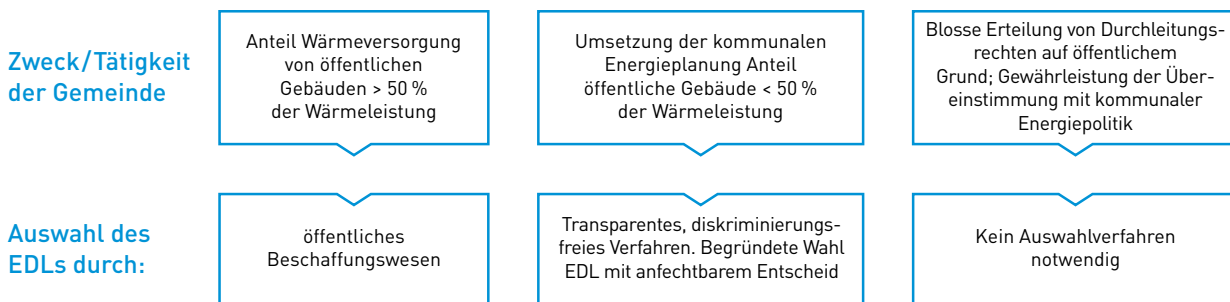 Zweck/Tätigkeit
der Gemeinde
Anteil Wärmeversorgung
von öffentlichen
Gebäuden > 50 %
der Wärmeleistung
Umsetzung der kommunalen
Energieplanung Anteil
öffentliche Gebäude < 50 %
der Wärmeleistung
Blosse Erteilung von Durchleitungs-
rechten auf öffentlichem
Grund; Gewährleistung der Über-
einstimmung mit kommunaler
Energiepolitik
Auswahl des
EDLs durch:
öffentliches
Beschaffungswesen
Transparentes, diskriminierungs-
freies Verfahren. Begründete Wahl
EDL mit anfechtbarem Entscheid
Kein Auswahlverfahren
notwendig